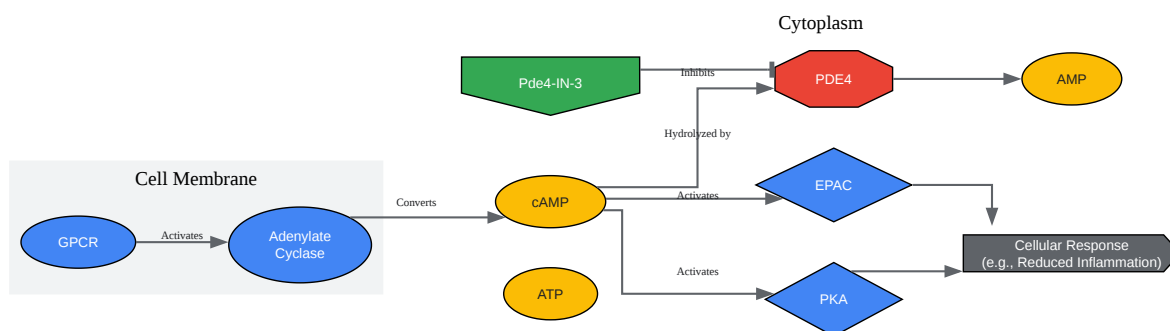 Cytoplasm
Pde4-IN-3
Inhibits
PDE4
AMP
Hydrolyzed by
Cell Membrane
GPCR
Activates
Adenylate
Cyclase
Converts
cAMP
Activates
EPAC
Activates
ATP
PKA
Cellular Response
(e.g., Reduced Inflammation)